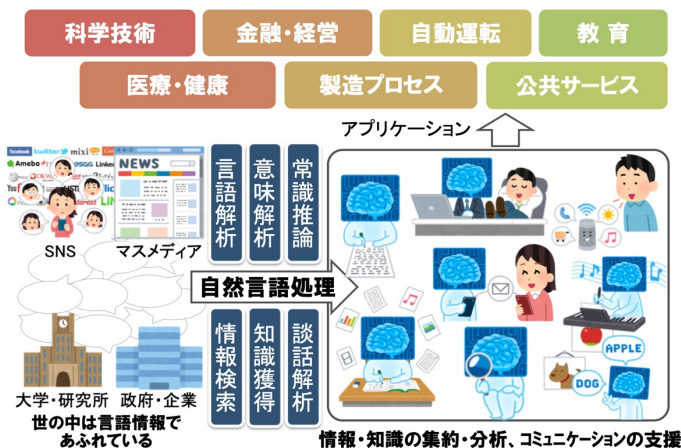 科学技術
金融・経営
自動運転
教 育
医療・健康
製造プロセス
公共サービス
アプリケーション
facebook twitter mixi
Ameba
NEWS
SNS
マスメディア
言語解析
意味解析
常識推論
自然言語処理
情報検索
知識獲得
談話解析
APPLE
DOG
大学・研究所
政府・企業
世の中は言語情報で
あふれている
情報・知識の集約・分析、コミュニケーションの支援